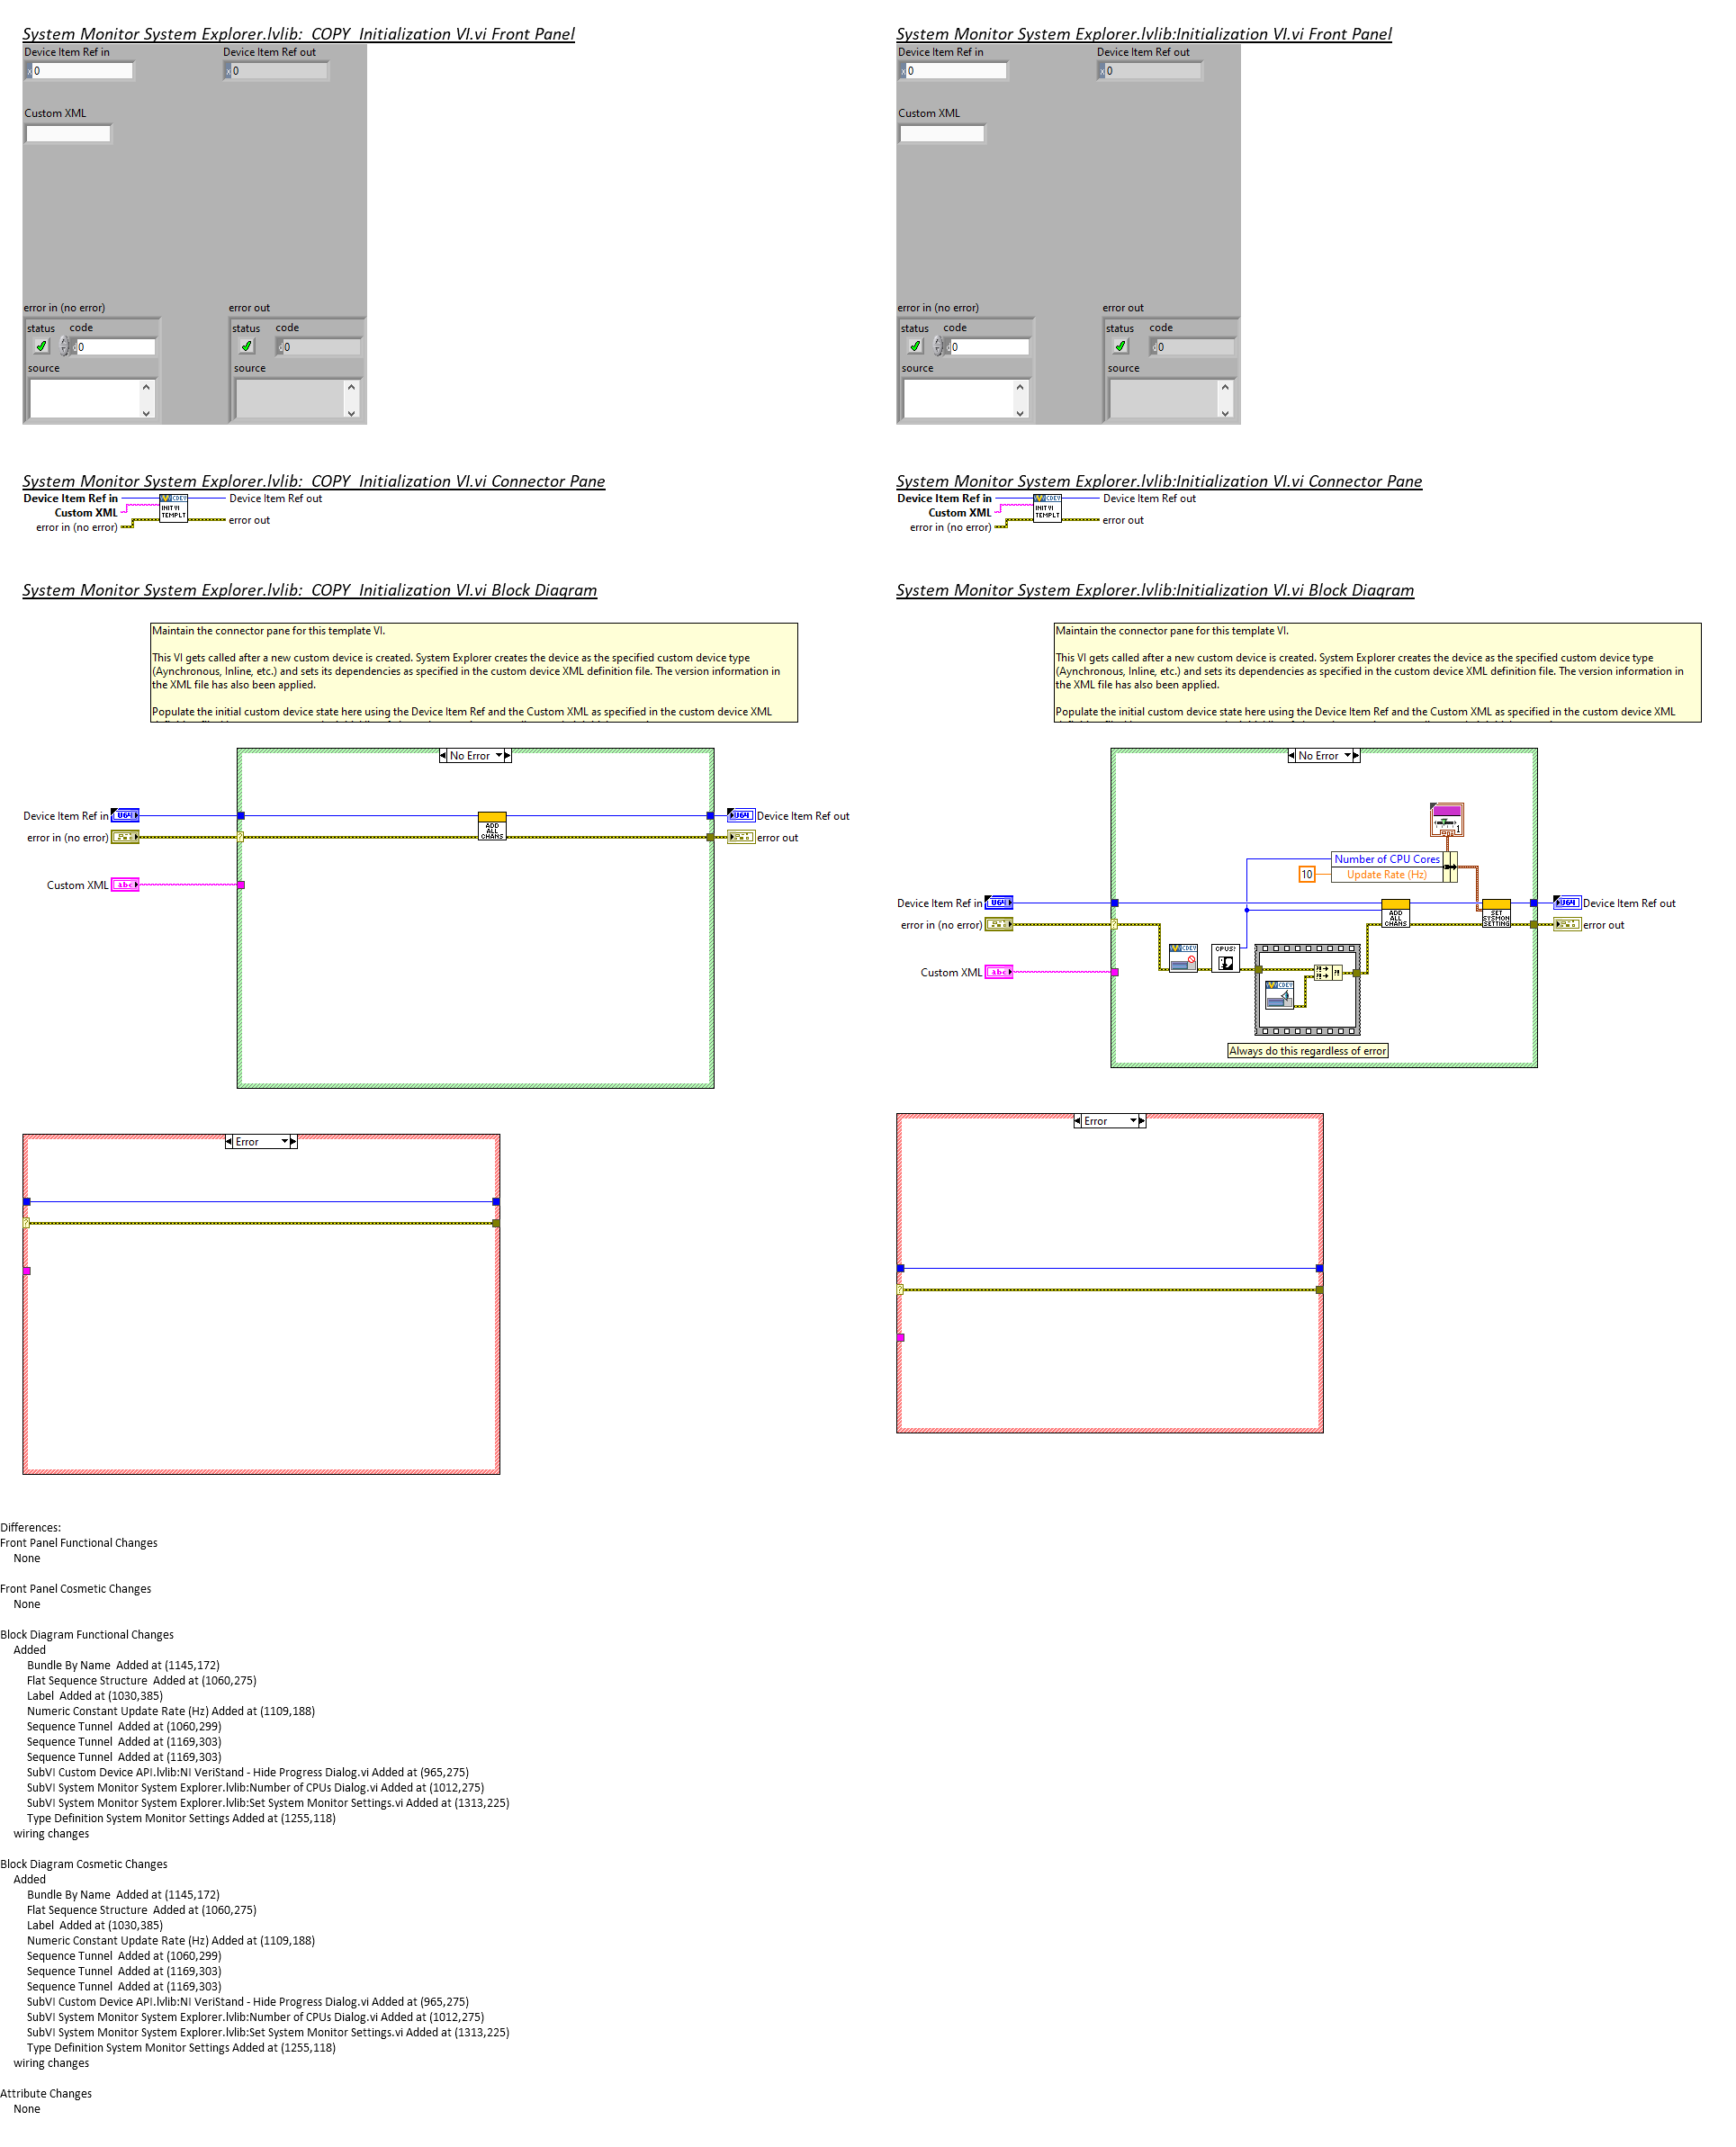 System Monitor System Explorer.lvlib:  COPY  Initialization VI.vi Front Panel
Device Item Ref in
Device Item Ref out
x 0
x 0
Custom XML
error in (no error)
error out
status
code
status
code
0
0
source
source
System Monitor System Explorer.lvlib:Initialization VI.vi Front Panel
Device Item Ref in
Device Item Ref out
x 0
x 0
Custom XML
error in (no error)
error out
status
code
status
code
0
0
source
source
System Monitor System Explorer.lvlib:  COPY  Initialization VI.vi Connector Pane
Device Item Ref in
Device Item Ref out
Custom XML
error in (no error)
error out
CDEV
INIT VI
TEMPLT
System Monitor System Explorer.lvlib:Initialization VI.vi Connector Pane
Device Item Ref in
Device Item Ref out
Custom XML
error in (no error)
error out
CDEV
INIT VI
TEMPLT
System Monitor System Explorer.lvlib:  COPY  Initialization VI.vi Block Diagram
Maintain the connector pane for this template VI.
This VI gets called after a new custom device is created. System Explorer creates the device as the specified custom device type
(Aynchronous, Inline, etc.) and sets its dependencies as specified in the custom device XML definition file. The version information in
the XML file has also been applied.
Populate the initial custom device state here using the Device Item Ref and the Custom XML as specified in the custom device XML
No Error
Device Item Ref in
U64
error in (no error)
Custom XML
abc
ADD
ALL
CHANS
U64
Device Item Ref out
error out
Error
System Monitor System Explorer.lvlib:Initialization VI.vi Block Diagram
Maintain the connector pane for this template VI.
This VI gets called after a new custom device is created. System Explorer creates the device as the specified custom device type
(Aynchronous, Inline, etc.) and sets its dependencies as specified in the custom device XML definition file. The version information in
the XML file has also been applied.
Populate the initial custom device state here using the Device Item Ref and the Custom XML as specified in the custom device XML
No Error
Number of CPU Cores
10
Update Rate (Hz)
Device Item Ref in
U64
error in (no error)
Custom XML
abc
CDEV
CPUS?
CDEV
ADD
ALL
CHANS
SET
SYSMON
SETTING
U64
Device Item Ref out
error out
Always do this regardless of error
Error
Differences:
Front Panel Functional Changes
None
Front Panel Cosmetic Changes
None
Block Diagram Functional Changes
Added
Bundle By Name  Added at (1145,172)
Flat Sequence Structure  Added at (1060,275)
Label  Added at (1030,385)
Numeric Constant Update Rate (Hz) Added at (1109,188)
Sequence Tunnel  Added at (1060,299)
Sequence Tunnel  Added at (1169,303)
Sequence Tunnel  Added at (1169,303)
SubVI Custom Device API.lvlib:NI VeriStand - Hide Progress Dialog.vi Added at (965,275)
SubVI System Monitor System Explorer.lvlib:Number of CPUs Dialog.vi Added at (1012,275)
SubVI System Monitor System Explorer.lvlib:Set System Monitor Settings.vi Added at (1313,225)
Type Definition System Monitor Settings Added at (1255,118)
wiring changes
Block Diagram Cosmetic Changes
Added
Bundle By Name  Added at (1145,172)
Flat Sequence Structure  Added at (1060,275)
Label  Added at (1030,385)
Numeric Constant Update Rate (Hz) Added at (1109,188)
Sequence Tunnel  Added at (1060,299)
Sequence Tunnel  Added at (1169,303)
Sequence Tunnel  Added at (1169,303)
SubVI Custom Device API.lvlib:NI VeriStand - Hide Progress Dialog.vi Added at (965,275)
SubVI System Monitor System Explorer.lvlib:Number of CPUs Dialog.vi Added at (1012,275)
SubVI System Monitor System Explorer.lvlib:Set System Monitor Settings.vi Added at (1313,225)
Type Definition System Monitor Settings Added at (1255,118)
wiring changes
Attribute Changes
None